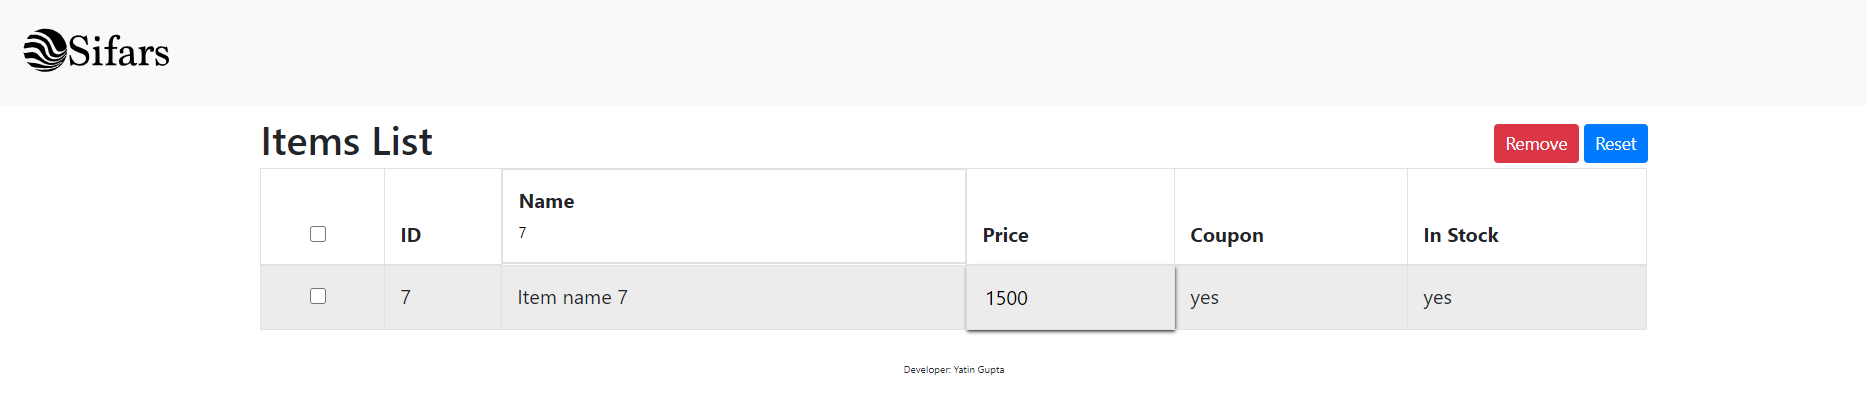 Sifars
Items List
Remove Reset
Name
7
ID Price Coupon In Stock
7 Item name 7 1500 yes yes
Developer: Yatin Gupta